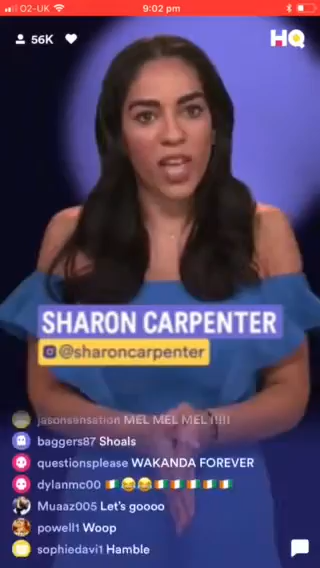 O2-UK 9:02 pm
56K HQ
SHARON CARPENTER
@sharoncarpenter
jasonsensation MEL MEL MEL !!!!!
baggers87 Shoals
questionsplease WAKANDA FOREVER
dylanmc00 🇮🇪😂😂🇮🇪🇮🇪🇮🇪🇮🇪🇮🇪
Muaaz005 Let's goooo
powell1 Woop
sophiedavi1 Hamble